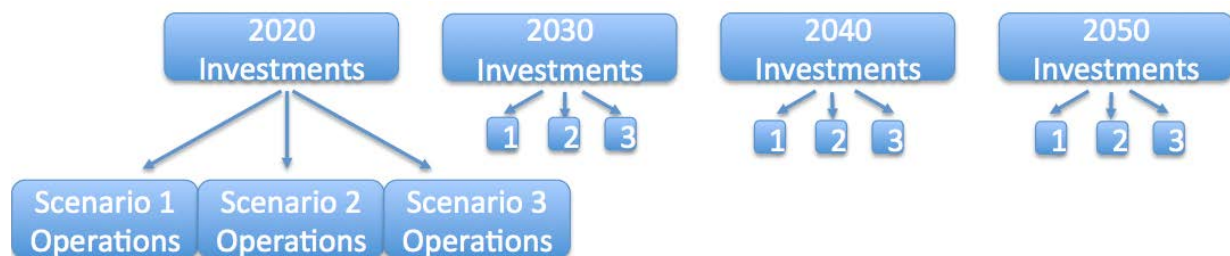 2020
Investments
2030
Investments
2040
Investments
2050
Investments
1 2 3
1 2 3
1 2 3
Scenario 1
Operations
Scenario 2
Operations
Scenario 3
Operations